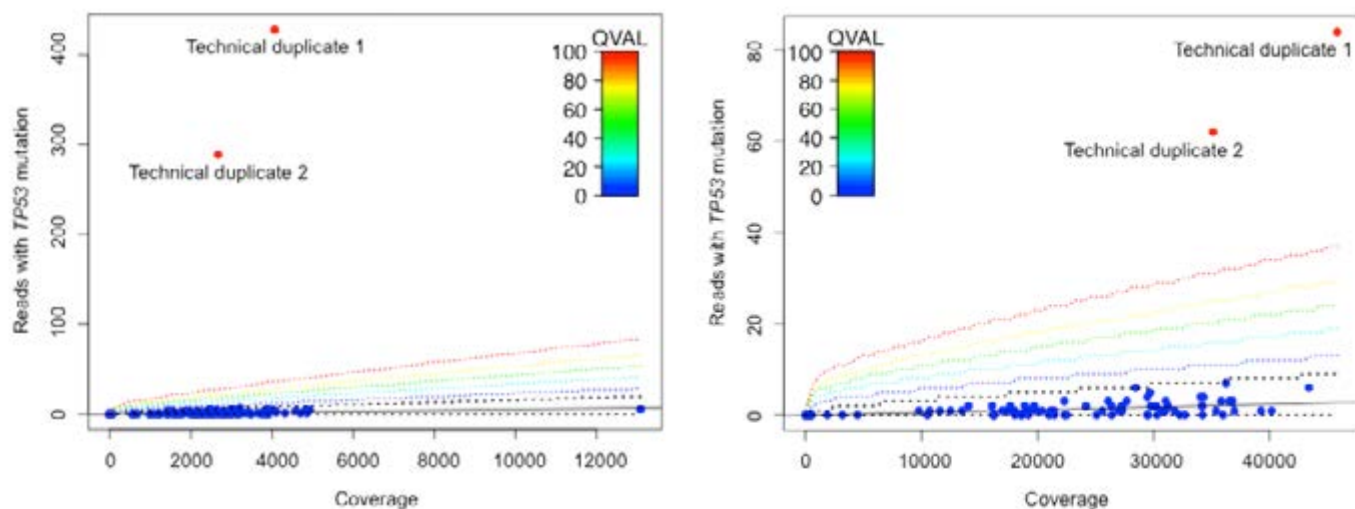 Technical duplicate 1
Technical duplicate 2
Reads with TP53 mutation
400
300
200
100
0
QVAL
100
80
60
40
20
0
0 2000 4000 6000 8000 10000 12000
Coverage
QVAL
100
80
60
40
20
0
Technical duplicate 1
Technical duplicate 2
Reads with TP53 mutation
80
60
40
20
0
0 10000 20000 30000 40000
Coverage